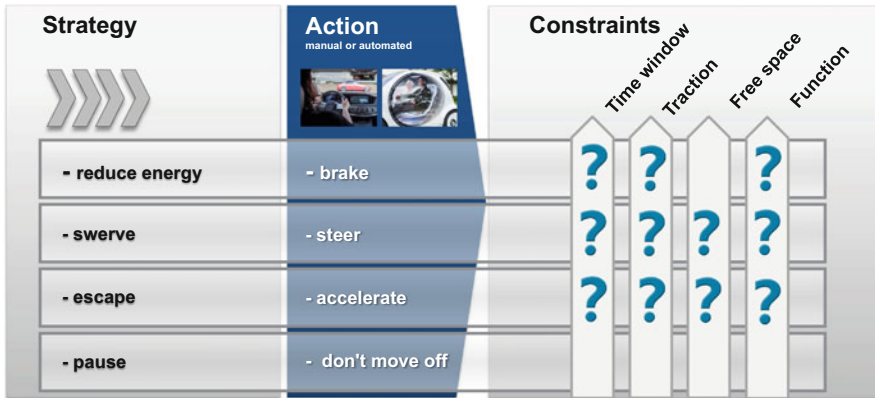 Strategy
Action
manual or automated
Constraints
Time window
Traction
Free space
Function
- reduce energy
- brake
? ? ?
- swerve
- steer
? ? ? ?
- escape
- accelerate
? ? ? ?
- pause
- don't move off